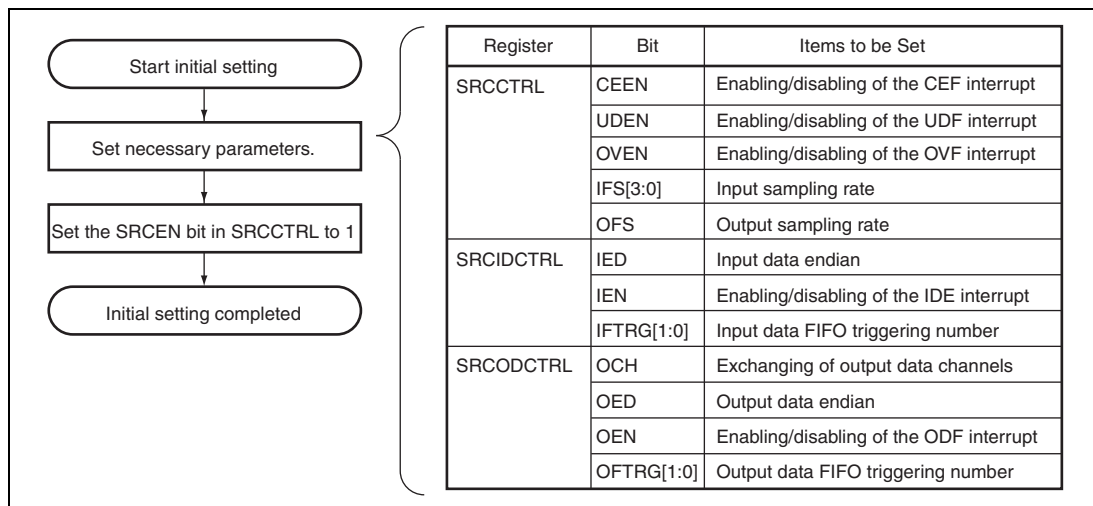 Start initial setting
Set necessary parameters.
Set the SRCEN bit in SRCCTRL to 1
Initial setting completed
Register Bit Items to be Set
SRCCTRL CEEN Enabling/disabling of the CEF interrupt
UDEN Enabling/disabling of the UDF interrupt
OVEN Enabling/disabling of the OVF interrupt
IFS[3:0] Input sampling rate
OFS Output sampling rate
SRCIDCTRL IED Input data endian
IEN Enabling/disabling of the IDE interrupt
IFTRG[1:0] Input data FIFO triggering number
SRCODCTRL OCH Exchanging of output data channels
OED Output data endian
OEN Enabling/disabling of the ODF interrupt
OFTRG[1:0] Output data FIFO triggering number